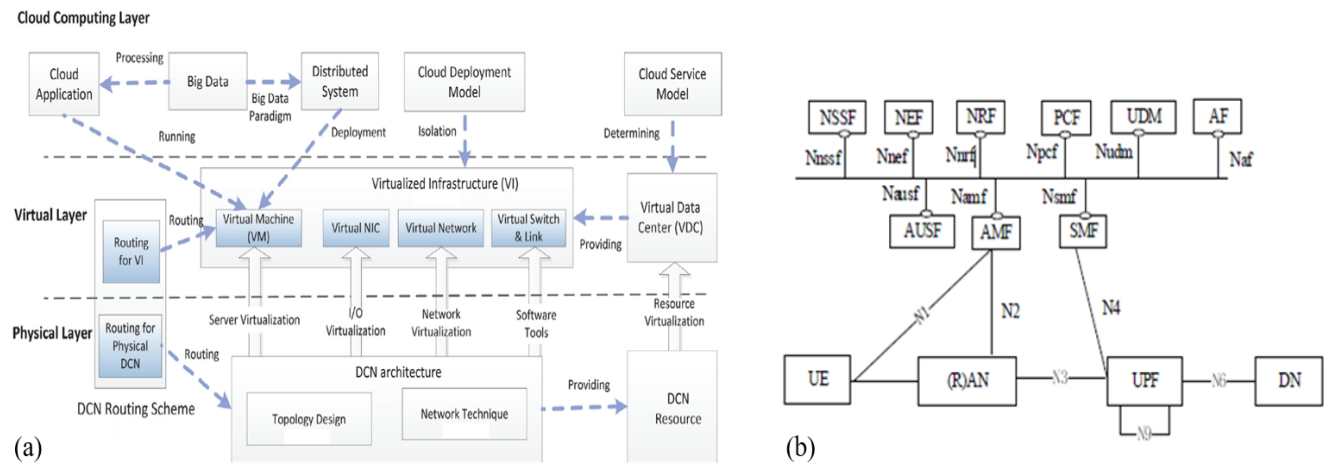 Cloud Computing Layer
Cloud
Application
Processing
Big Data
Big Data
Paradigm
Distributed
System
Cloud Deployment
Model
Cloud Service
Model
Running
Deployment
Isolation
Determining
Virtual Layer
Virtualized Infrastructure (VI)
Routing
Routing
for VI
Virtual Machine
(VM)
Virtual NIC
Virtual Network
Virtual Switch
& Link
Providing
Virtual Data
Center (VDC)
Physical Layer
Server Virtualization
I/O
Virtualization
Network
Virtualization
Software
Tools
Resource
Virtualization
Routing for
Physical
DCN
Routing
DCN Routing Scheme
DCN architecture
Topology Design
Network Technique
Providing
DCN
Resource
(a)
NSSF
NEF
NRF
PCF
UDM
AF
Nnssf
Nnef
Nnrf
Npcf
Nudm
Naf
Nausf
Namf
Nsmf
AUSF
AMF
SMF
N1
N2
N4
UE
(R)AN
N3
UPF
N6
DN
N9
(b)